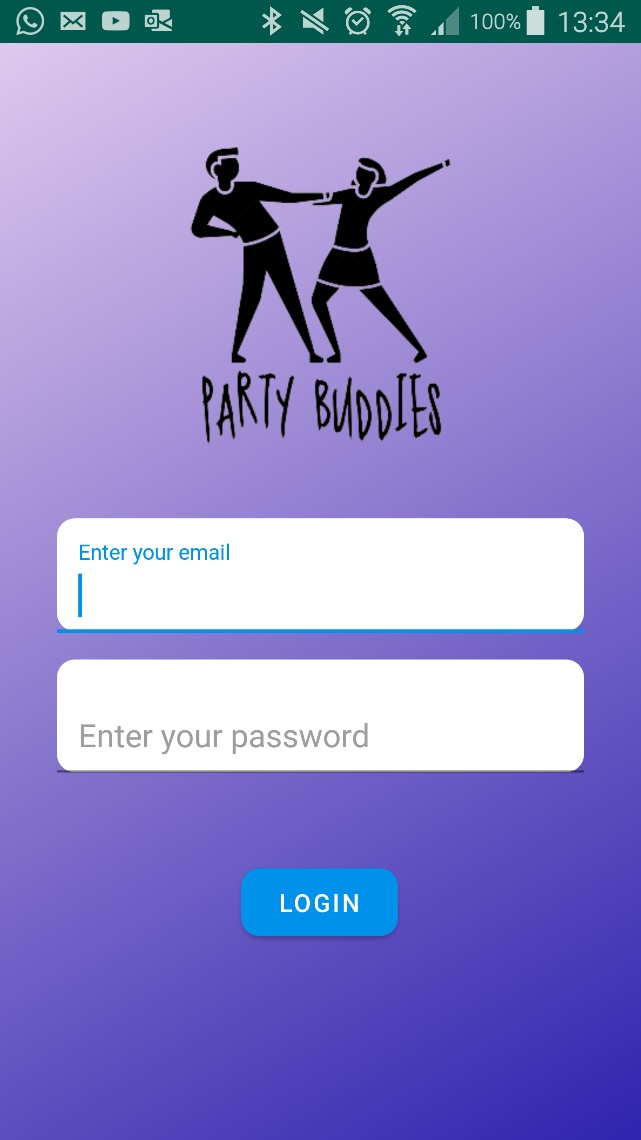 100% 13:34
PARTY BUDDIES
Enter your email
Enter your password
LOGIN